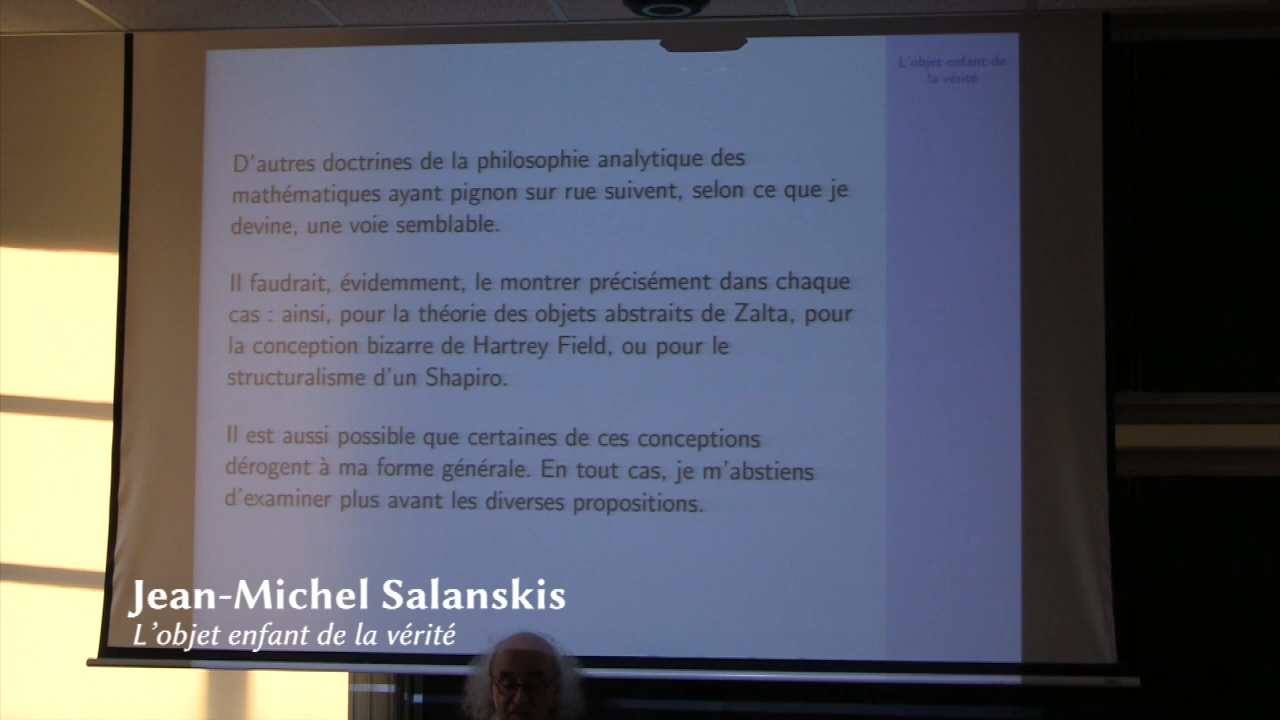 L'objet enfant de
la vérité
D'autres doctrines de la philosophie analytique des
mathématiques ayant pignon sur rue suivent, selon ce que je
devine, une voie semblable.
Il faudrait, évidemment, le montrer précisément dans chaque
cas : ainsi, pour la théorie des objets abstraits de Zalta, pour
la conception bizarre de Hartrey Field, ou pour le
structuralisme d'un Shapiro.
Il est aussi possible que certaines de ces conceptions
dérogent à ma forme générale. En tout cas, je m'abstiens
d'examiner plus avant les diverses propositions.
Jean-Michel Salanskis
L'objet enfant de la vérité